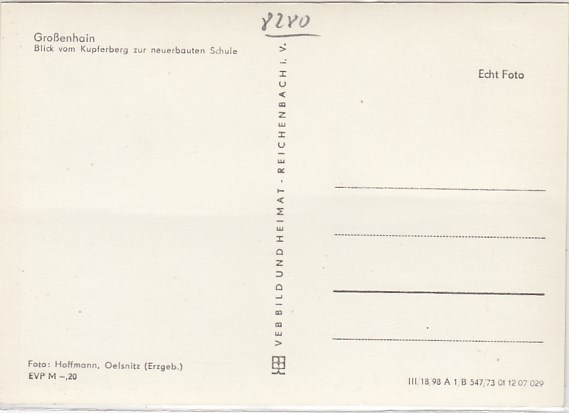 8280
Großenhain
Blick vom Kupferberg zur neuerbauten Schule
Echt Foto
VEB BILD UND HEIMAT - REICHENBACH i. V.
Foto: Hoffmann, Oelsnitz (Erzgeb.)
EVP M –,20
III. 18.98 A 1/B 547/73 01 12 07 029